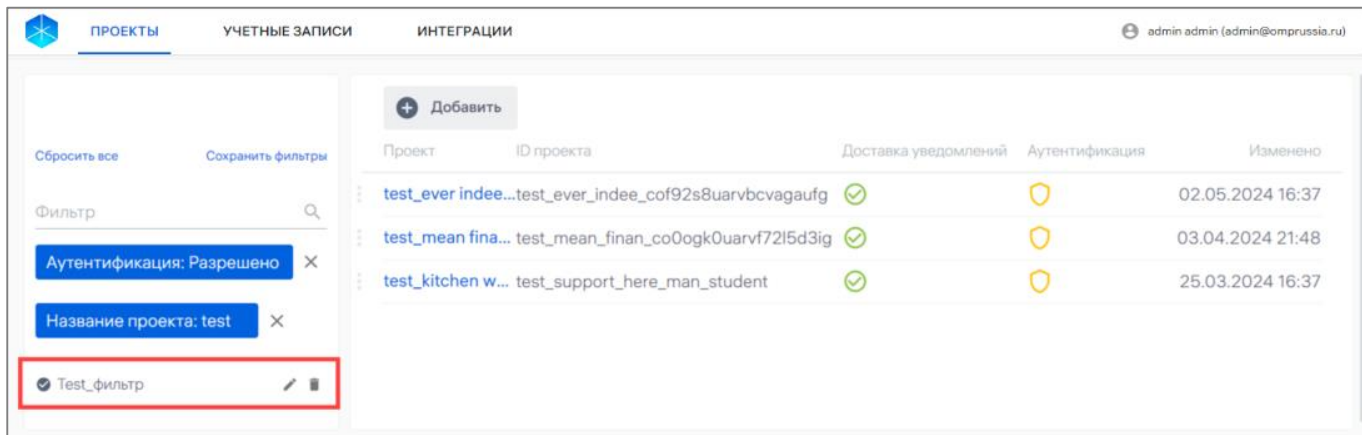 ПРОЕКТЫ УЧЕТНЫЕ ЗАПИСИ ИНТЕГРАЦИИ admin admin (admin@omprussia.ru)
Добавить
Сбросить все Сохранить фильтры
Проект ID проекта Доставка уведомлений Аутентификация Изменено
test_ever indee... test_ever_indee_cof92s8uarvbcvagaufg 02.05.2024 16:37
Фильтр
test_mean fina... test_mean_finan_co0ogk0uarvf72l5d3ig 03.04.2024 21:48
Аутентификация: Разрешено
test_kitchen w... test_support_here_man_student 25.03.2024 16:37
Название проекта: test
Test_фильтр